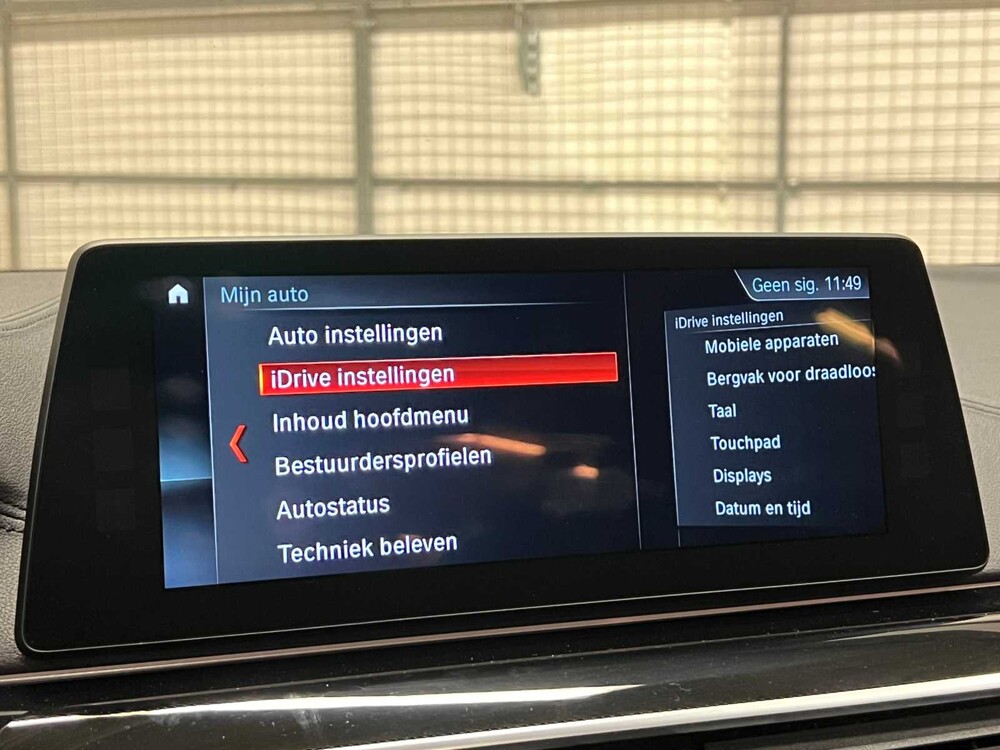 Mijn auto
Auto instellingen
iDrive instellingen
Inhoud hoofdmenu
Bestuurdersprofielen
Autostatus
Techniek beleven
Geen sig. 11:49
iDrive instellingen
Mobiele apparaten
Bergvak voor draadloos
Taal
Touchpad
Displays
Datum en tijd